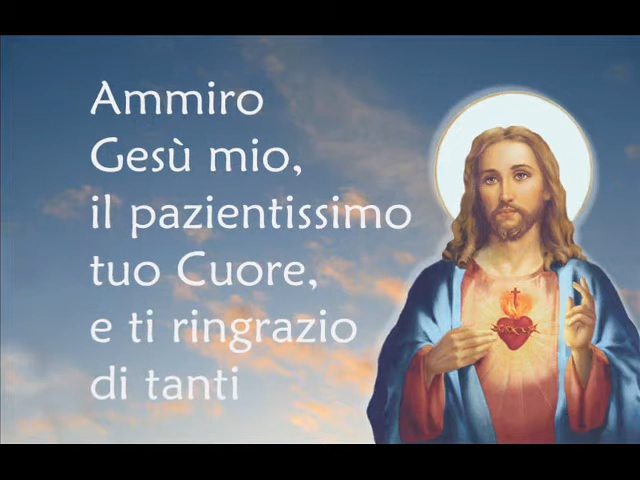 Ammiro
Gesù mio,
il pazientissimo
tuo Cuore,
e ti ringrazio
di tanti